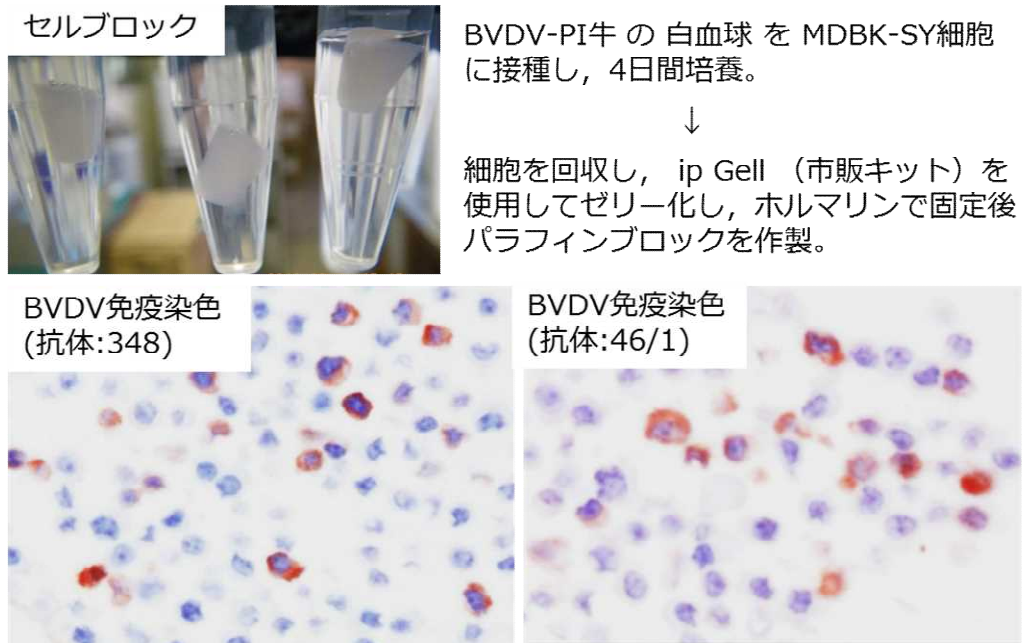 セルブロック
BVDV-PI牛 の 白血球 を MDBK-SY細胞
に接種し，4日間培養。
↓
細胞を回収し， ip Gell （市販キット）を
使用してゼリー化し，ホルマリンで固定後
パラフィンブロックを作製。
BVDV免疫染色
(抗体:348)
BVDV免疫染色
(抗体:46/1)